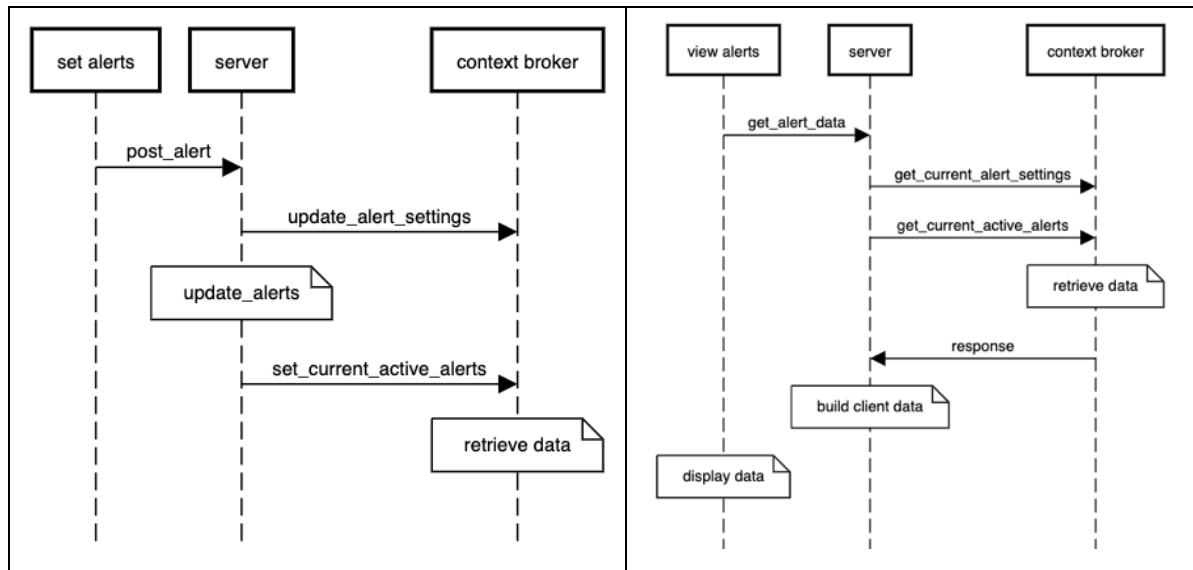 set alerts
server
context broker
post_alert
update_alert_settings
update_alerts
set_current_active_alerts
retrieve data
view alerts
server
context broker
get_alert_data
get_current_alert_settings
get_current_active_alerts
retrieve data
response
build client data
display data